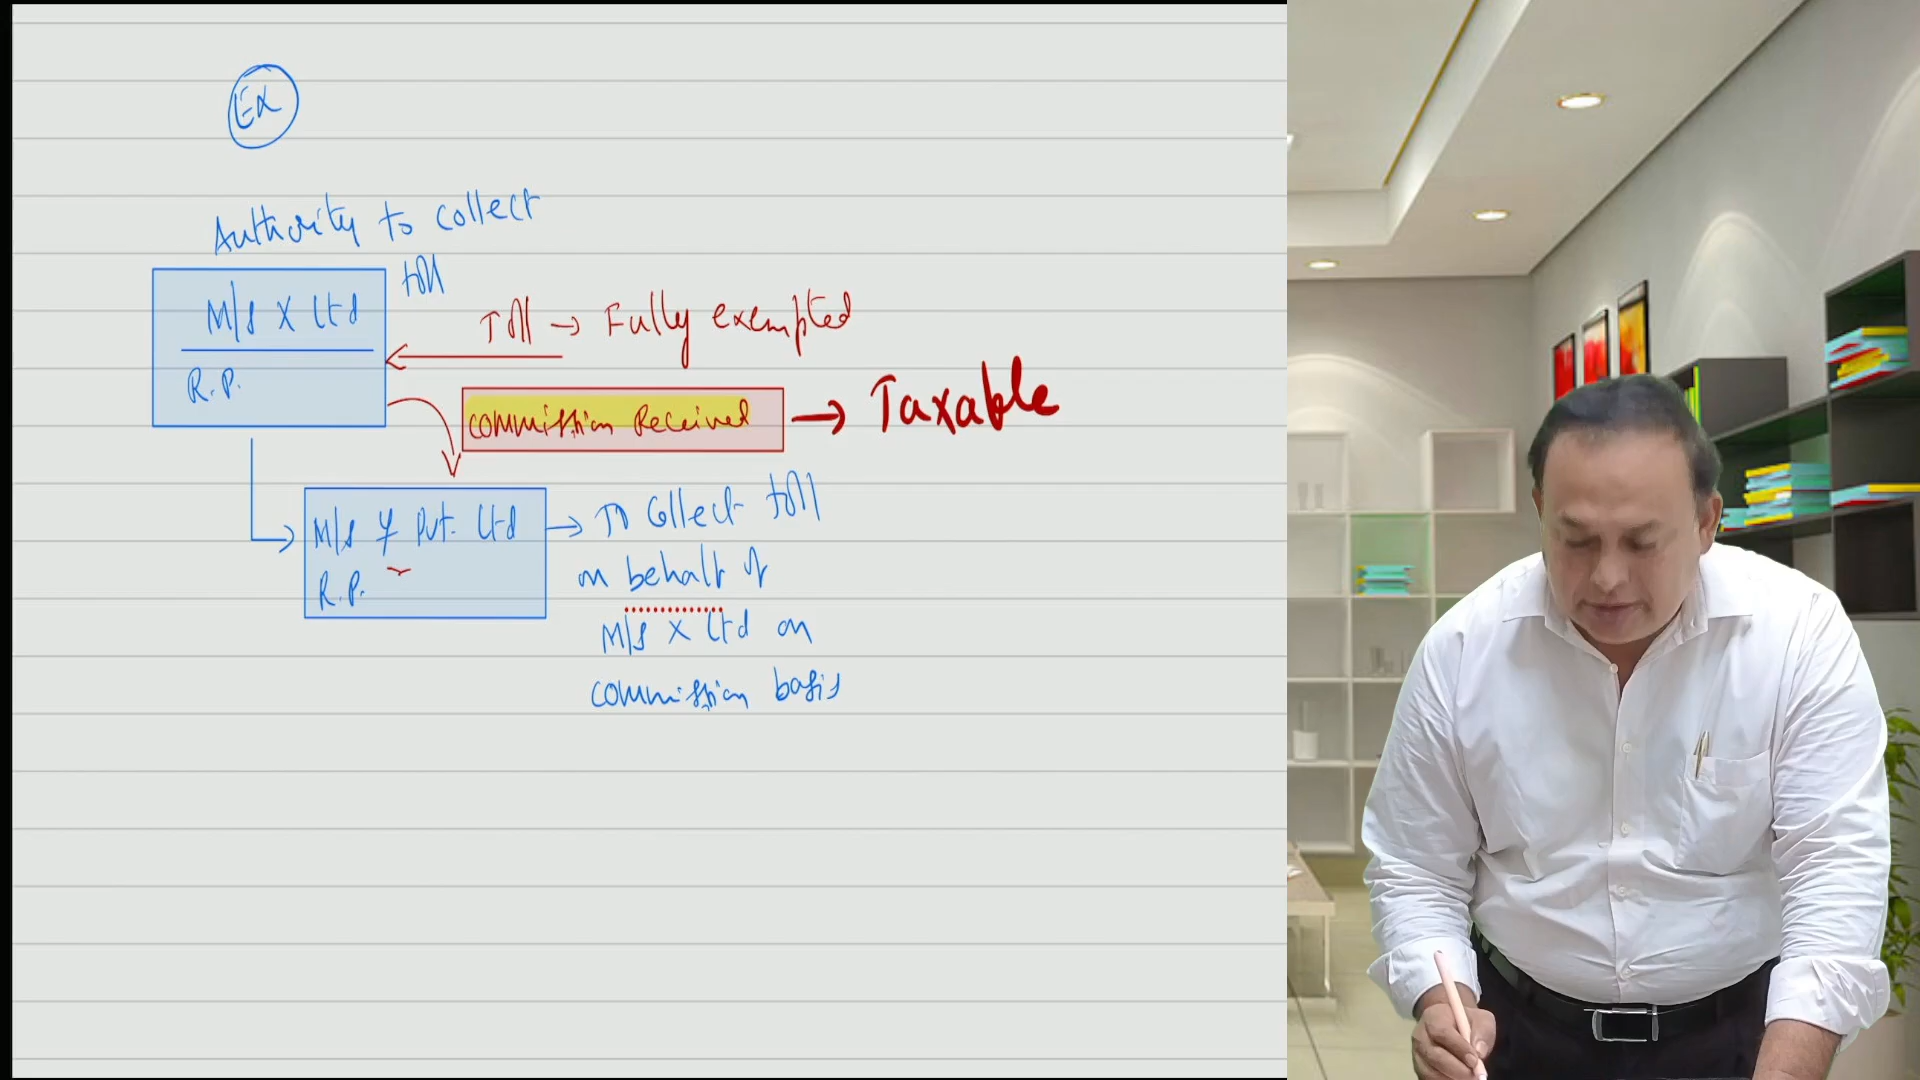 Ex
Authority to collect
toll
M/s X Ltd
R.P.
Toll → Fully exempted
commission Received → Taxable
M/s Y Pvt. Ltd
R.P.
→ To Collect toll
on behalf of
M/s X Ltd on
commission basis